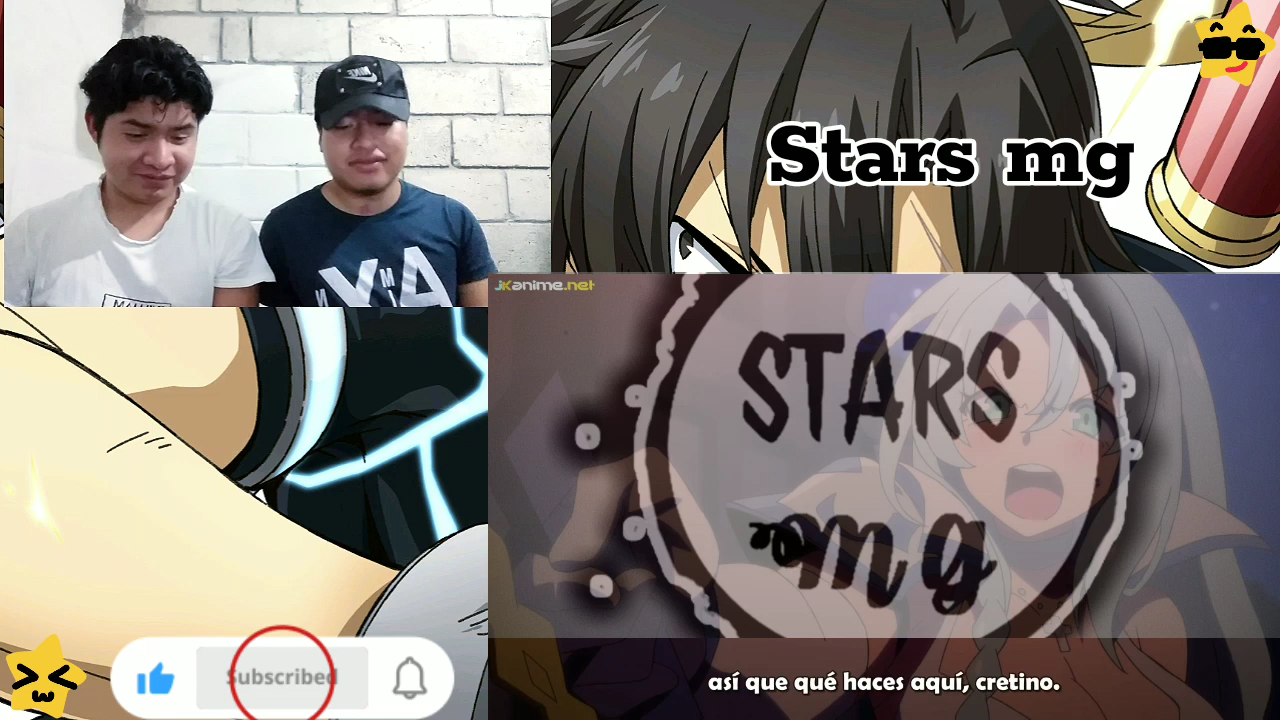 Stars mg
JKanime.net
STARS
mg
Subscribed
así que qué haces aquí, cretino.